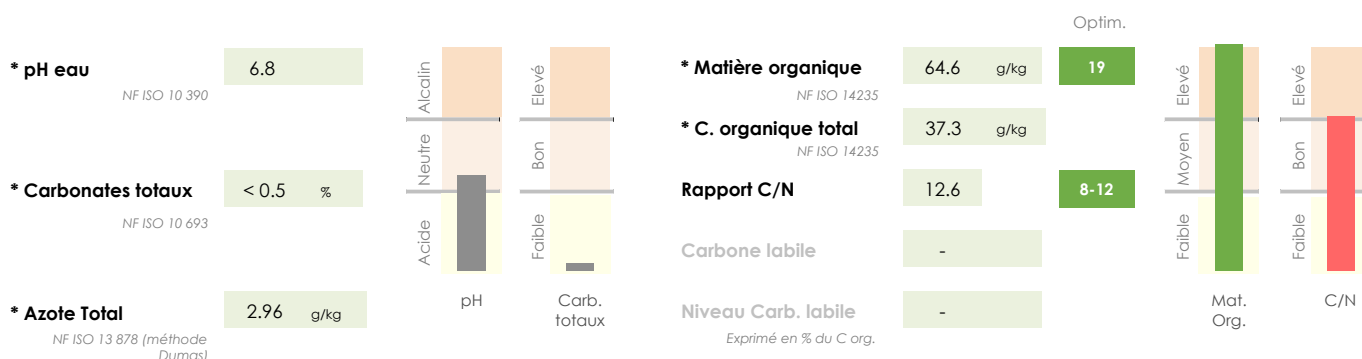 Optim.
* pH eau 6.8
NF ISO 10 390
* Carbonates totaux < 0.5 %
NF ISO 10 693
* Azote Total 2.96 g/kg
NF ISO 13 878 (méthode
Dumas)
Alcalin
Neutre
Acide
pH
Elevé
Bon
Faible
Carb.
totaux
* Matière organique 64.6 g/kg 19
NF ISO 14235
* C. organique total 37.3 g/kg
NF ISO 14235
Rapport C/N 12.6 8-12
Carbone labile -
Niveau Carb. labile -
Exprimé en % du C org.
Elevé
Moyen
Faible
Mat.
Org.
Elevé
Bon
Faible
C/N